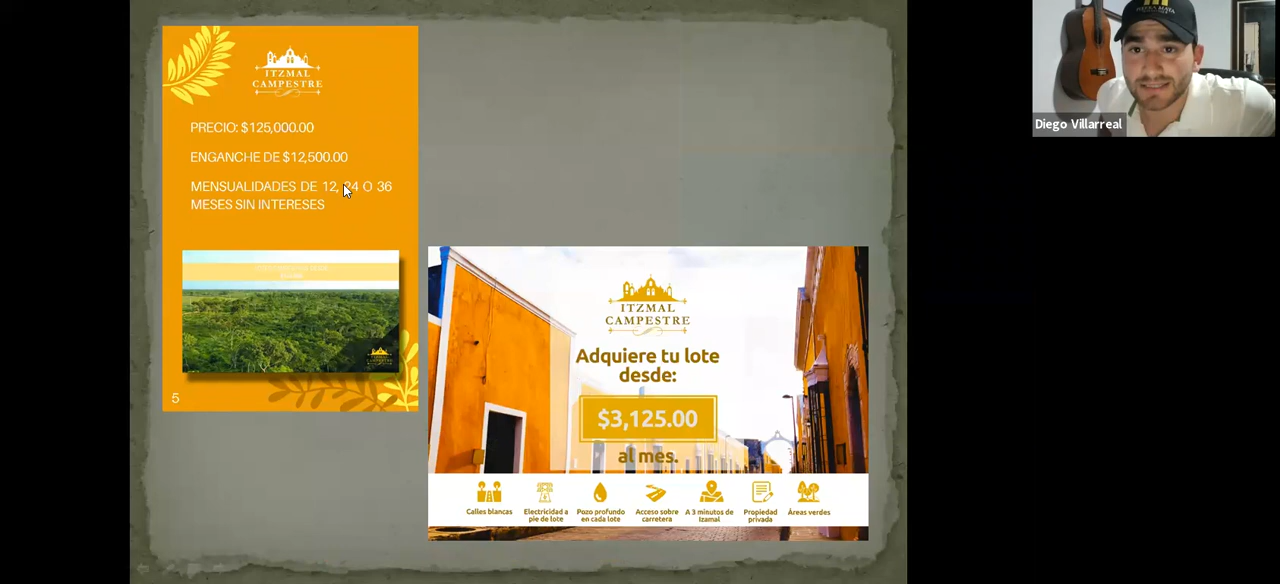 ITZMAL
CAMPESTRE
PRECIO: $125,000.00
ENGANCHE DE $12,500.00
MENSUALIDADES DE 12, 24 O 36
MESES SIN INTERESES
ITZMAL
CAMPESTRE
5
ITZMAL
CAMPESTRE
Adquiere tu lote
desde:
$3,125.00
al mes.
Calles blancas
Electricidad a
pie de lote
Pozo profundo
en cada lote
Acceso sobre
carretera
A 3 minutos de
Izamal
Propiedad
privada
Áreas verdes
Diego Villarreal